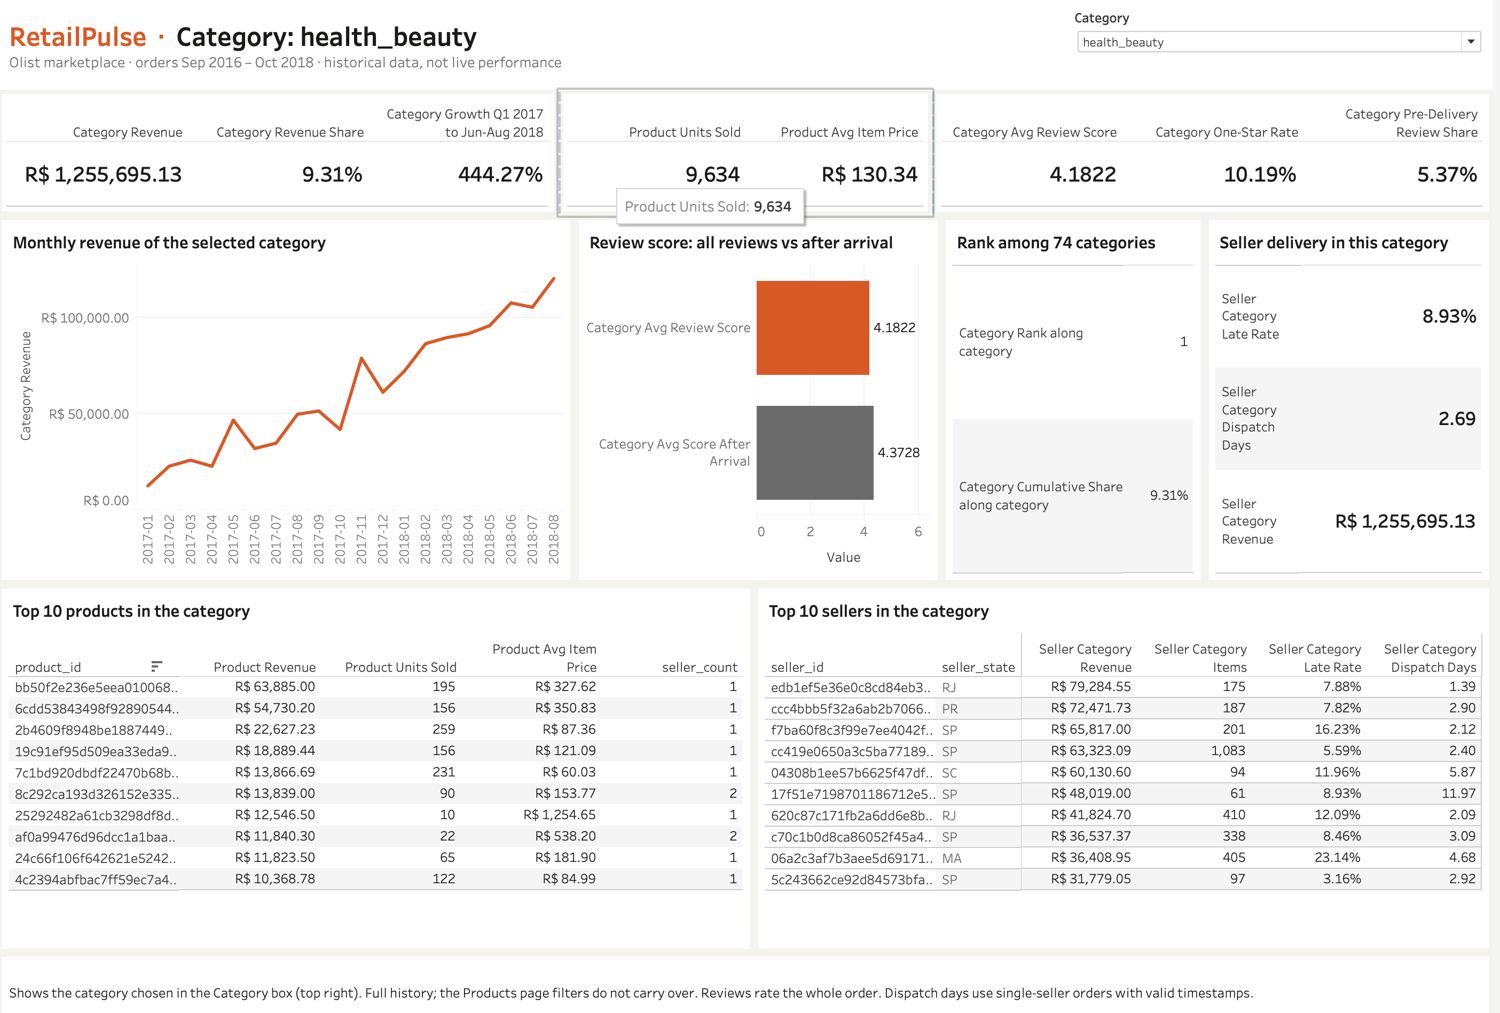 RetailPulse · Category: health_beauty
Olist marketplace · orders Sep 2016 – Oct 2018 · historical data, not live performance
Category
health_beauty
Category Revenue
R$ 1,255,695.13
Category Revenue Share
9.31%
Category Growth Q1 2017
to Jun-Aug 2018
444.27%
Product Units Sold
9,634
Product Avg Item Price
R$ 130.34
Product Units Sold: 9,634
Category Avg Review Score
4.1822
Category One-Star Rate
10.19%
Category Pre-Delivery
Review Share
5.37%
Monthly revenue of the selected category
Category Revenue
R$ 100,000.00
R$ 50,000.00
R$ 0.00
2017-01
2017-02
2017-03
2017-04
2017-05
2017-06
2017-07
2017-08
2017-09
2017-10
2017-11
2017-12
2018-01
2018-02
2018-03
2018-04
2018-05
2018-06
2018-07
2018-08
Review score: all reviews vs after arrival
Category Avg Review Score
4.1822
Category Avg Score After
Arrival
4.3728
0 2 4 6
Value
Rank among 74 categories
Category Rank along
category
1
Category Cumulative Share
along category
9.31%
Seller delivery in this category
Seller
Category
Late Rate
8.93%
Seller
Category
Dispatch
Days
2.69
Seller
Category
Revenue
R$ 1,255,695.13
Top 10 products in the category
product_id Product Revenue Product Units Sold Product Avg Item Price seller_count
bb50f2e236e5eea010068.. R$ 63,885.00 195 R$ 327.62 1
6cdd53843498f92890544.. R$ 54,730.20 156 R$ 350.83 1
2b4609f8948be1887449.. R$ 22,627.23 259 R$ 87.36 1
19c91ef95d509ea33eda9.. R$ 18,889.44 156 R$ 121.09 1
7c1bd920dbdf22470b68b.. R$ 13,866.69 231 R$ 60.03 1
8c292ca193d326152e335.. R$ 13,839.00 90 R$ 153.77 2
25292482a61cb3298df8d.. R$ 12,546.50 10 R$ 1,254.65 1
af0a99476d96dcc1a1baa.. R$ 11,840.30 22 R$ 538.20 2
24c66f106f642621e5242.. R$ 11,823.50 65 R$ 181.90 1
4c2394abfbac7ff59ec7a4.. R$ 10,368.78 122 R$ 84.99 1
Top 10 sellers in the category
seller_id seller_state Seller Category Revenue Seller Category Items Seller Category Late Rate Seller Category Dispatch Days
edb1ef5e36e0c8cd84eb3.. RJ R$ 79,284.55 175 7.88% 1.39
ccc4bbb5f32a6ab2b7066.. PR R$ 72,471.73 187 7.82% 2.90
f7ba60f8c3f99e7ee4042f.. SP R$ 65,817.00 201 16.23% 2.12
cc419e0650a3c5ba77189.. SP R$ 63,323.09 1,083 5.59% 2.40
04308b1ee57b6625f47df.. SC R$ 60,130.60 94 11.96% 5.87
17f51e7198701186712e5.. SP R$ 48,019.00 61 8.93% 11.97
620c87c171fb2a6dd6e8b.. RJ R$ 41,824.70 410 12.09% 2.09
c70c1b0d8ca86052f45a4.. SP R$ 36,537.37 338 8.46% 3.09
06a2c3af7b3aee5d69171.. MA R$ 36,408.95 405 23.14% 4.68
5c243662ce92d84573bfa.. SP R$ 31,779.05 97 3.16% 2.92
Shows the category chosen in the Category box (top right). Full history; the Products page filters do not carry over. Reviews rate the whole order. Dispatch days use single-seller orders with valid timestamps.